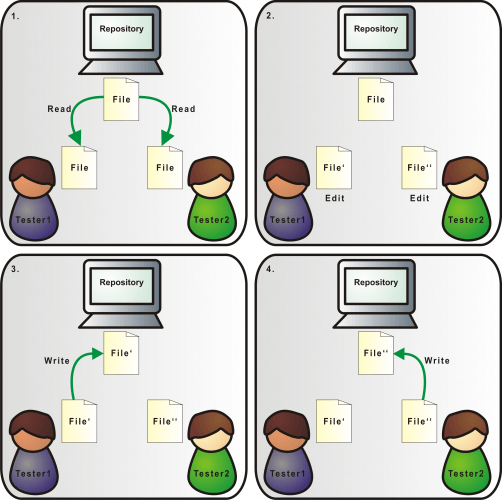 1.
Repository
File
Read
Read
File
File
Tester1
Tester2
2.
Repository
File
File‘
File‘‘
Edit
Edit
Tester1
Tester2
3.
Repository
File‘
Write
File‘
File‘‘
Tester1
Tester2
4.
Repository
File‘‘
Write
File‘
File‘‘
Tester1
Tester2